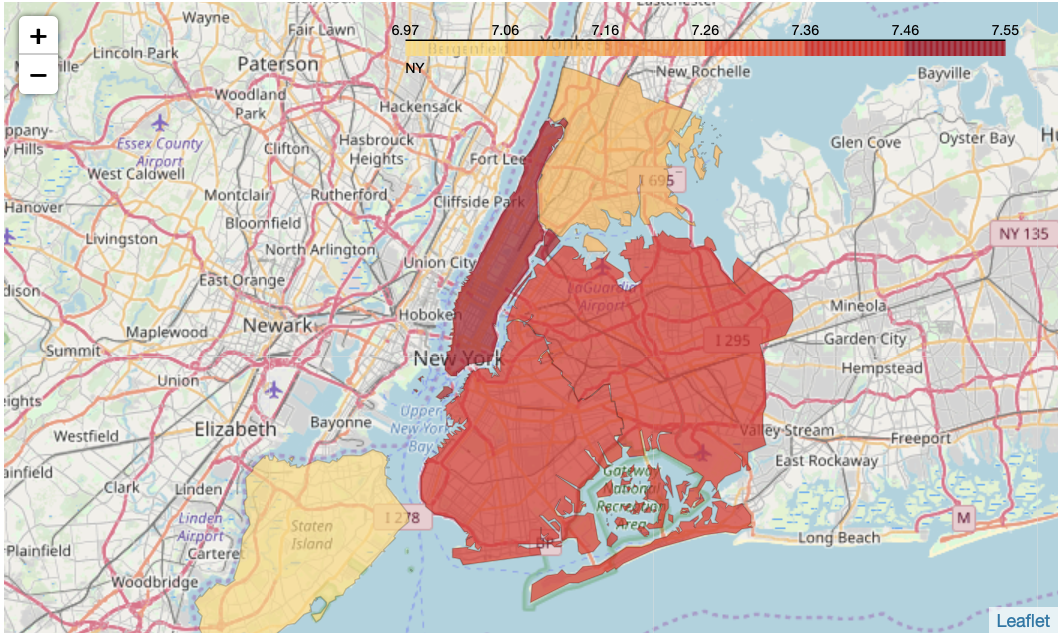 Wayne
Fair Lawn
6.97 7.06 7.16 7.26 7.36 7.46 7.55
+
Lincoln Park
Bergenfield
NY
Paterson
New Rochelle
Bayville
−
Woodland
Park
Hackensack
Essex County
Airport
Clifton
Hasbrouck
Heights
Fort Lee
Glen Cove
Oyster Bay
y Hills
West Caldwell
I 695
Montclair
Rutherford
Cliffside Park
Hanover
Bloomfield
NY 135
Livingston
North Arlington
Union City
East Orange
LaGuardia
Airport
Mineola
Hoboken
Newark
Maplewood
I 295
Garden City
Summit
New York
Hempstead
Union
Upper
New York
Bay
Bayonne
Elizabeth
Valley Stream
Westfield
Freeport
East Rockaway
Gateway
National
Recreation
Area
Clark
Linden
I 278
M
Linden
Airport
Staten
Island
Long Beach
BP
Plainfield
Cartere
Woodbridge
Leaflet